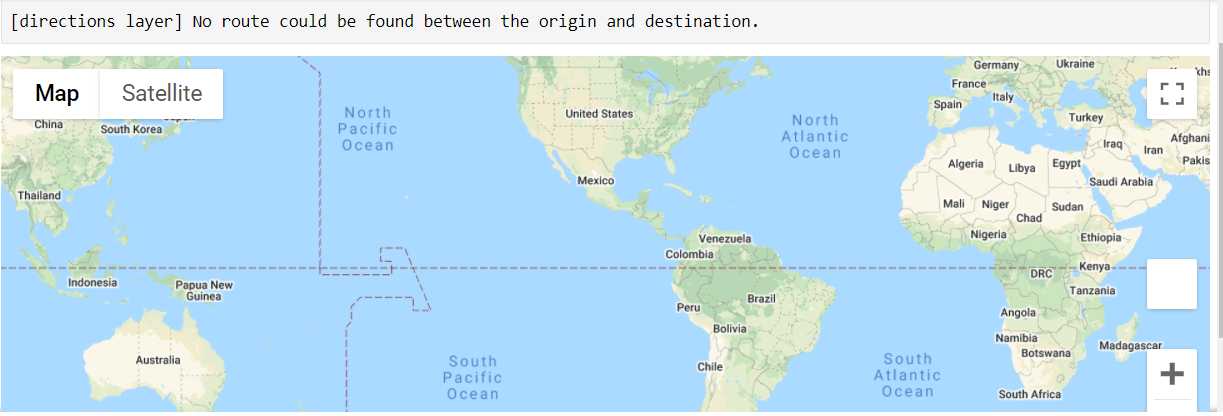 [directions layer] No route could be found between the origin and destination.
Map
Satellite
Germany
Ukraine
France
Spain
Italy
Turkey
China
South Korea
North
Pacific
Ocean
United States
North
Atlantic
Ocean
Iraq
Iran
Afghani
Pakis
Algeria
Libya
Egypt
Saudi Arabia
Thailand
Mexico
Mali
Niger
Chad
Sudan
Nigeria
Ethiopia
Venezuela
Colombia
Indonesia
Papua New
Guinea
DRC
Kenya
Tanzania
Peru
Brazil
Bolivia
Angola
Namibia
Botswana
Madagascar
Australia
South
Pacific
Ocean
Chile
South
Atlantic
Ocean
South Africa
+